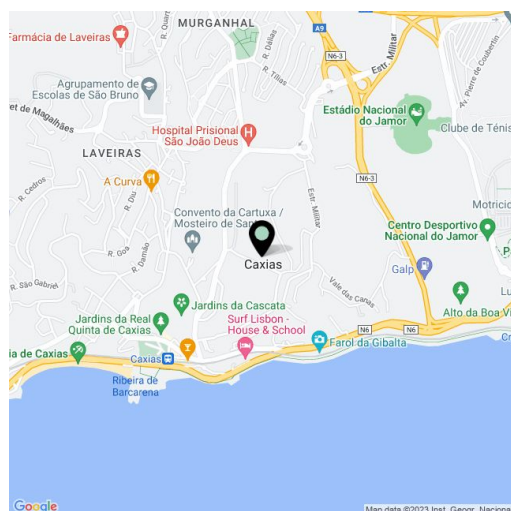 MURGANHAL
A9
Farmácia de Laveiras
R. Quart
R. Dálias
R. Tílias
N6-3
Estr. Militar
Av. Pierre de Coubertin
Agrupamento de
Escolas de São Bruno
et de Magalhães
Estádio Nacional
do Jamor
Hospital Prisional
São João Deus
Clube de Ténis
LAVEIRAS
N6-3
R. Cedros
A Curva
R. Diu
Estr. Militar
Motricid
Convento da Cartuxa /
Mosteiro de Sant
Centro Desportivo
Nacional do Jamor
R. Goa
R. Damão
Caxias
Galp
P
R. São Gabriel
Vale das Canas
Lu
Jardins da Cascata
Alto da Boa Vi
Jardins da Real
Quinta de Caxias
Surf Lisbon -
House & School
N6
N6
Cr
Farol da Gibalta
ia de Caxias
Caxias
Ribeira de
Barcarena
Google
Map data ©2023 Inst. Geogr. Nacional